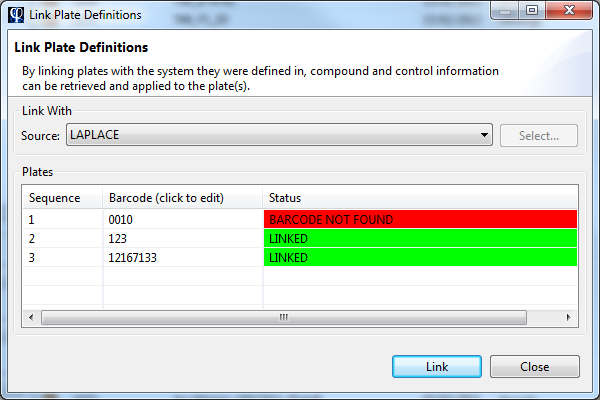 Link Plate Definitions
Link Plate Definitions
By linking plates with the system they were defined in, compound and control information
can be retrieved and applied to the plate(s).
Link With
Source: LAPLACE Select...
Plates
Sequence Barcode (click to edit) Status
1 0010 BARCODE NOT FOUND
2 123 LINKED
3 12167133 LINKED
Link Close